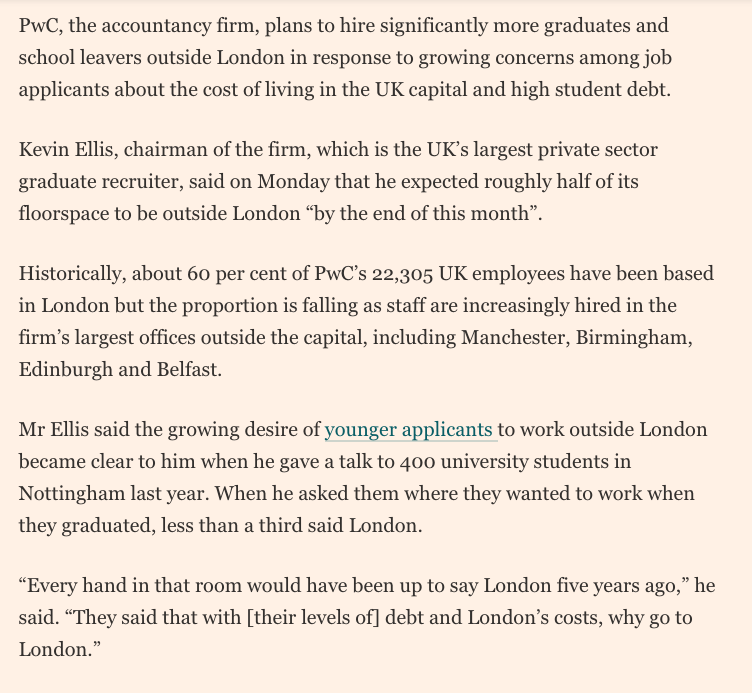 PwC, the accountancy firm, plans to hire significantly more graduates and
school leavers outside London in response to growing concerns among job
applicants about the cost of living in the UK capital and high student debt.
Kevin Ellis, chairman of the firm, which is the UK’s largest private sector
graduate recruiter, said on Monday that he expected roughly half of its
floorspace to be outside London “by the end of this month”.
Historically, about 60 per cent of PwC’s 22,305 UK employees have been based
in London but the proportion is falling as staff are increasingly hired in the
firm’s largest offices outside the capital, including Manchester, Birmingham,
Edinburgh and Belfast.
Mr Ellis said the growing desire of younger applicants to work outside London
became clear to him when he gave a talk to 400 university students in
Nottingham last year. When he asked them where they wanted to work when
they graduated, less than a third said London.
“Every hand in that room would have been up to say London five years ago,” he
said. “They said that with [their levels of] debt and London’s costs, why go to
London.”